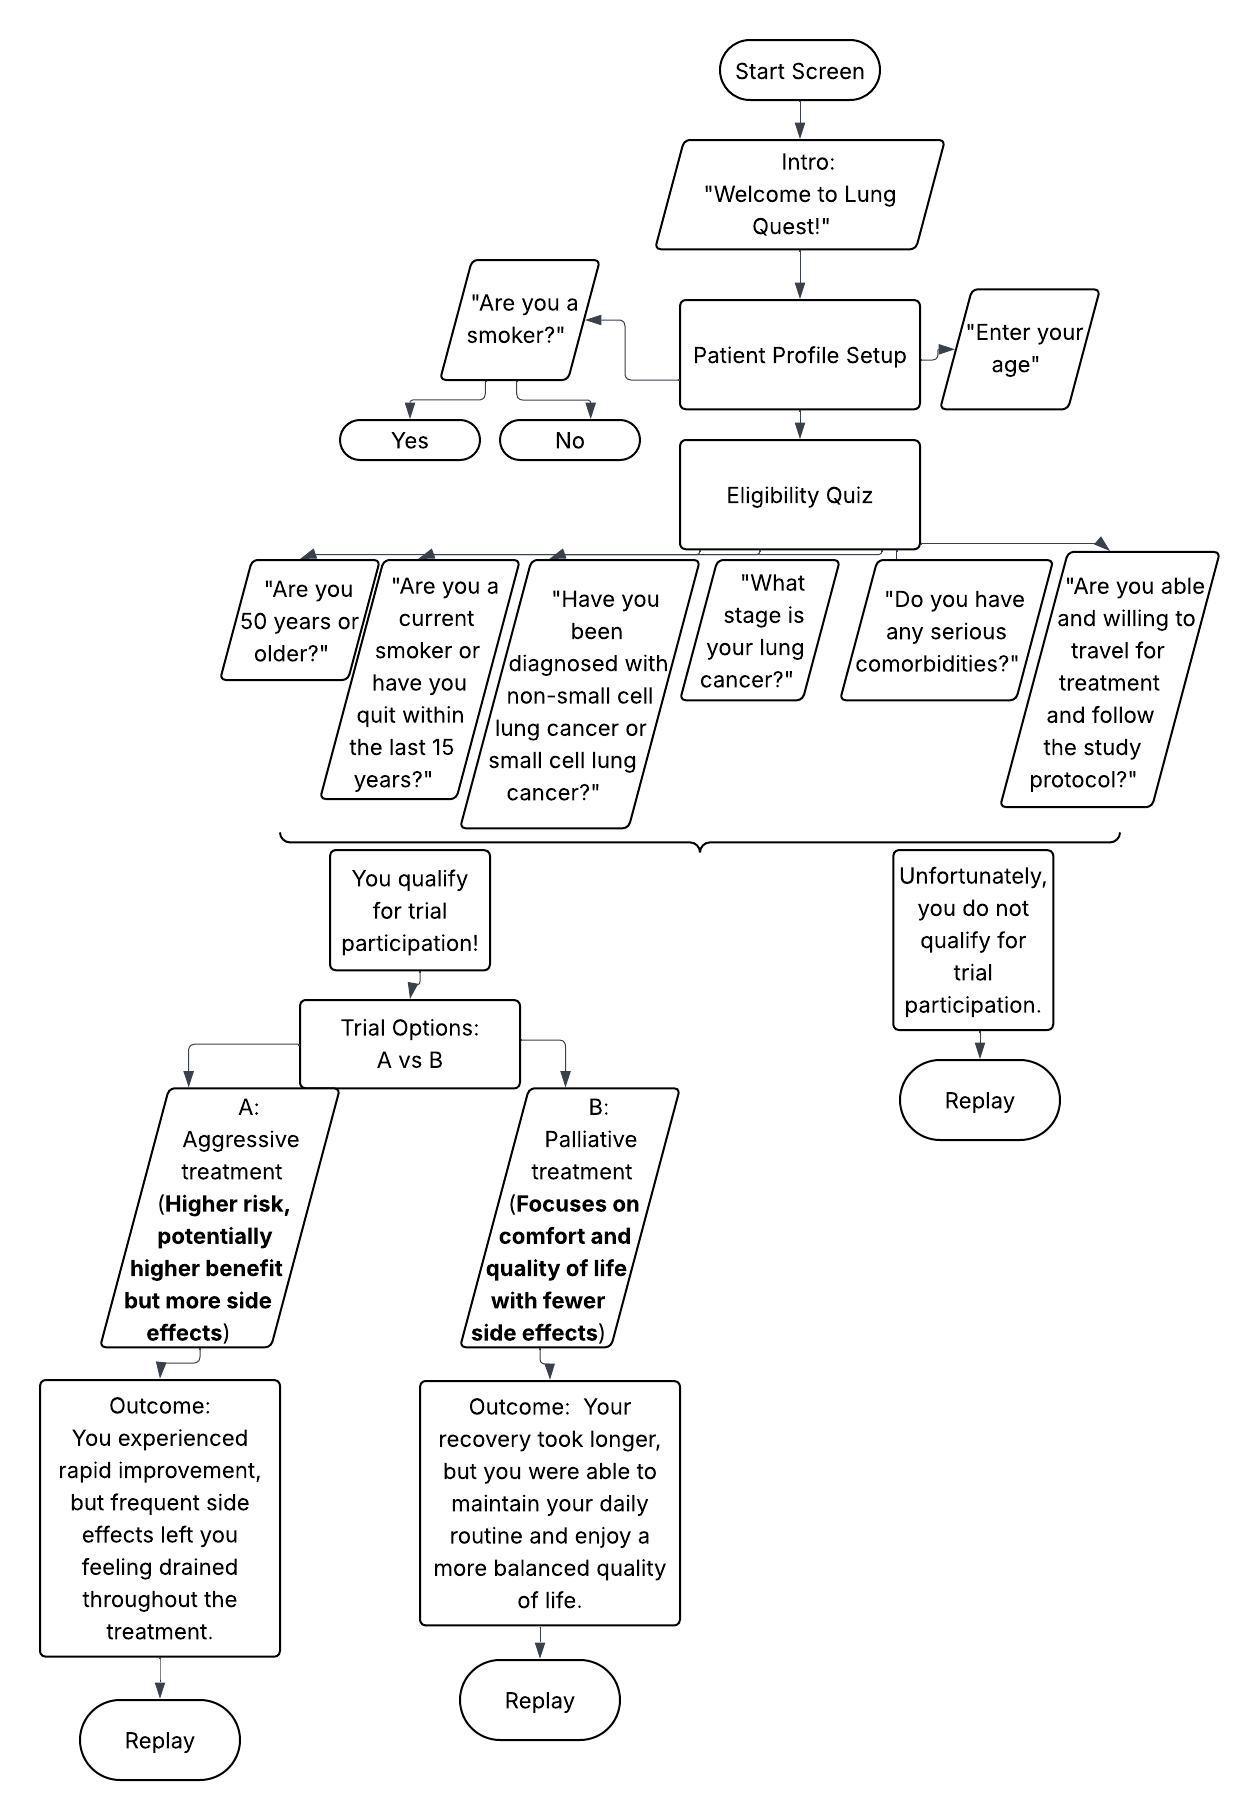 Start Screen
Intro:
"Welcome to Lung
Quest!"
"Are you a
smoker?"
Patient Profile Setup
"Enter your
age"
Yes
No
Eligibility Quiz
"Are you
50 years or
older?"
"Are you a
current
smoker or
have you
quit within
the last 15
years?"
"Have you
been
diagnosed with
non-small cell
lung cancer or
small cell lung
cancer?"
"What
stage is
your lung
cancer?"
"Do you have
any serious
comorbidities?"
"Are you able
and willing to
travel for
treatment
and follow
the study
protocol?"
You qualify
for trial
participation!
Unfortunately,
you do not
qualify for
trial
participation.
Trial Options:
A vs B
Replay
A:
Aggressive
treatment
(Higher risk,
potentially
higher benefit
but more side
effects)
B:
Palliative
treatment
(Focuses on
comfort and
quality of life
with fewer
side effects)
Outcome:
You experienced
rapid improvement,
but frequent side
effects left you
feeling drained
throughout the
treatment.
Outcome:  Your
recovery took longer,
but you were able to
maintain your daily
routine and enjoy a
more balanced quality
of life.
Replay
Replay